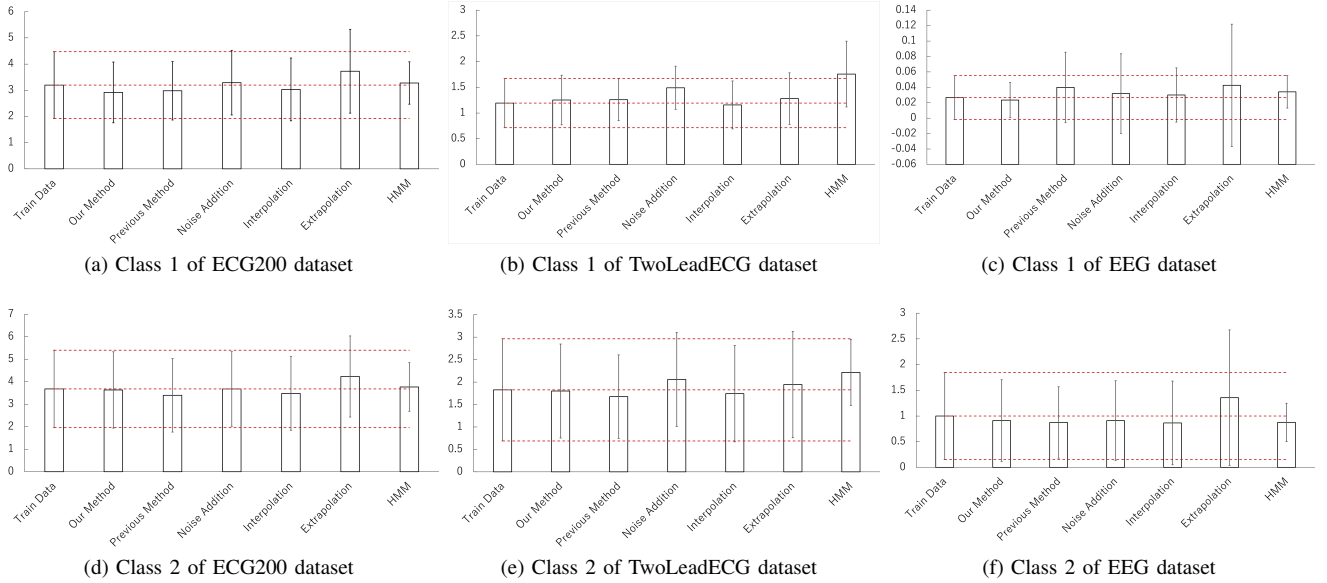 6
5
4
3
2
1
0
Train Data
Our Method
Previous Method
Noise Addition
Interpolation
Extrapolation
HMM
(a) Class 1 of ECG200 dataset
3
2.5
2
1.5
1
0.5
0
Train Data
Our Method
Previous Method
Noise Addition
Interpolation
Extrapolation
HMM
(b) Class 1 of TwoLeadECG dataset
0.14
0.12
0.1
0.08
0.06
0.04
0.02
0
-0.02
-0.04
-0.06
Train Data
Our Method
Previous Method
Noise Addition
Interpolation
Extrapolation
HMM
(c) Class 1 of EEG dataset
7
6
5
4
3
2
1
0
Train Data
Our Method
Previous Method
Noise Addition
Interpolation
Extrapolation
HMM
(d) Class 2 of ECG200 dataset
3.5
3
2.5
2
1.5
1
0.5
0
Train Data
Our Method
Previous Method
Noise Addition
Interpolation
Extrapolation
HMM
(e) Class 2 of TwoLeadECG dataset
3
2.5
2
1.5
1
0.5
0
Train Data
Our Method
Previous Method
Noise Addition
Interpolation
Extrapolation
HMM
(f) Class 2 of EEG dataset